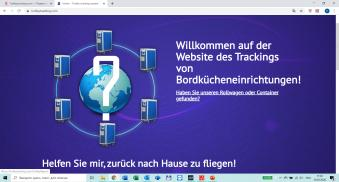 Willkommen auf der
Website des Trackings
von
Bordkücheneinrichtungen!
Haben Sie unseren Rollwagen oder Container
gefunden?
?
Helfen Sie mir, zurück nach Hause zu fliegen!